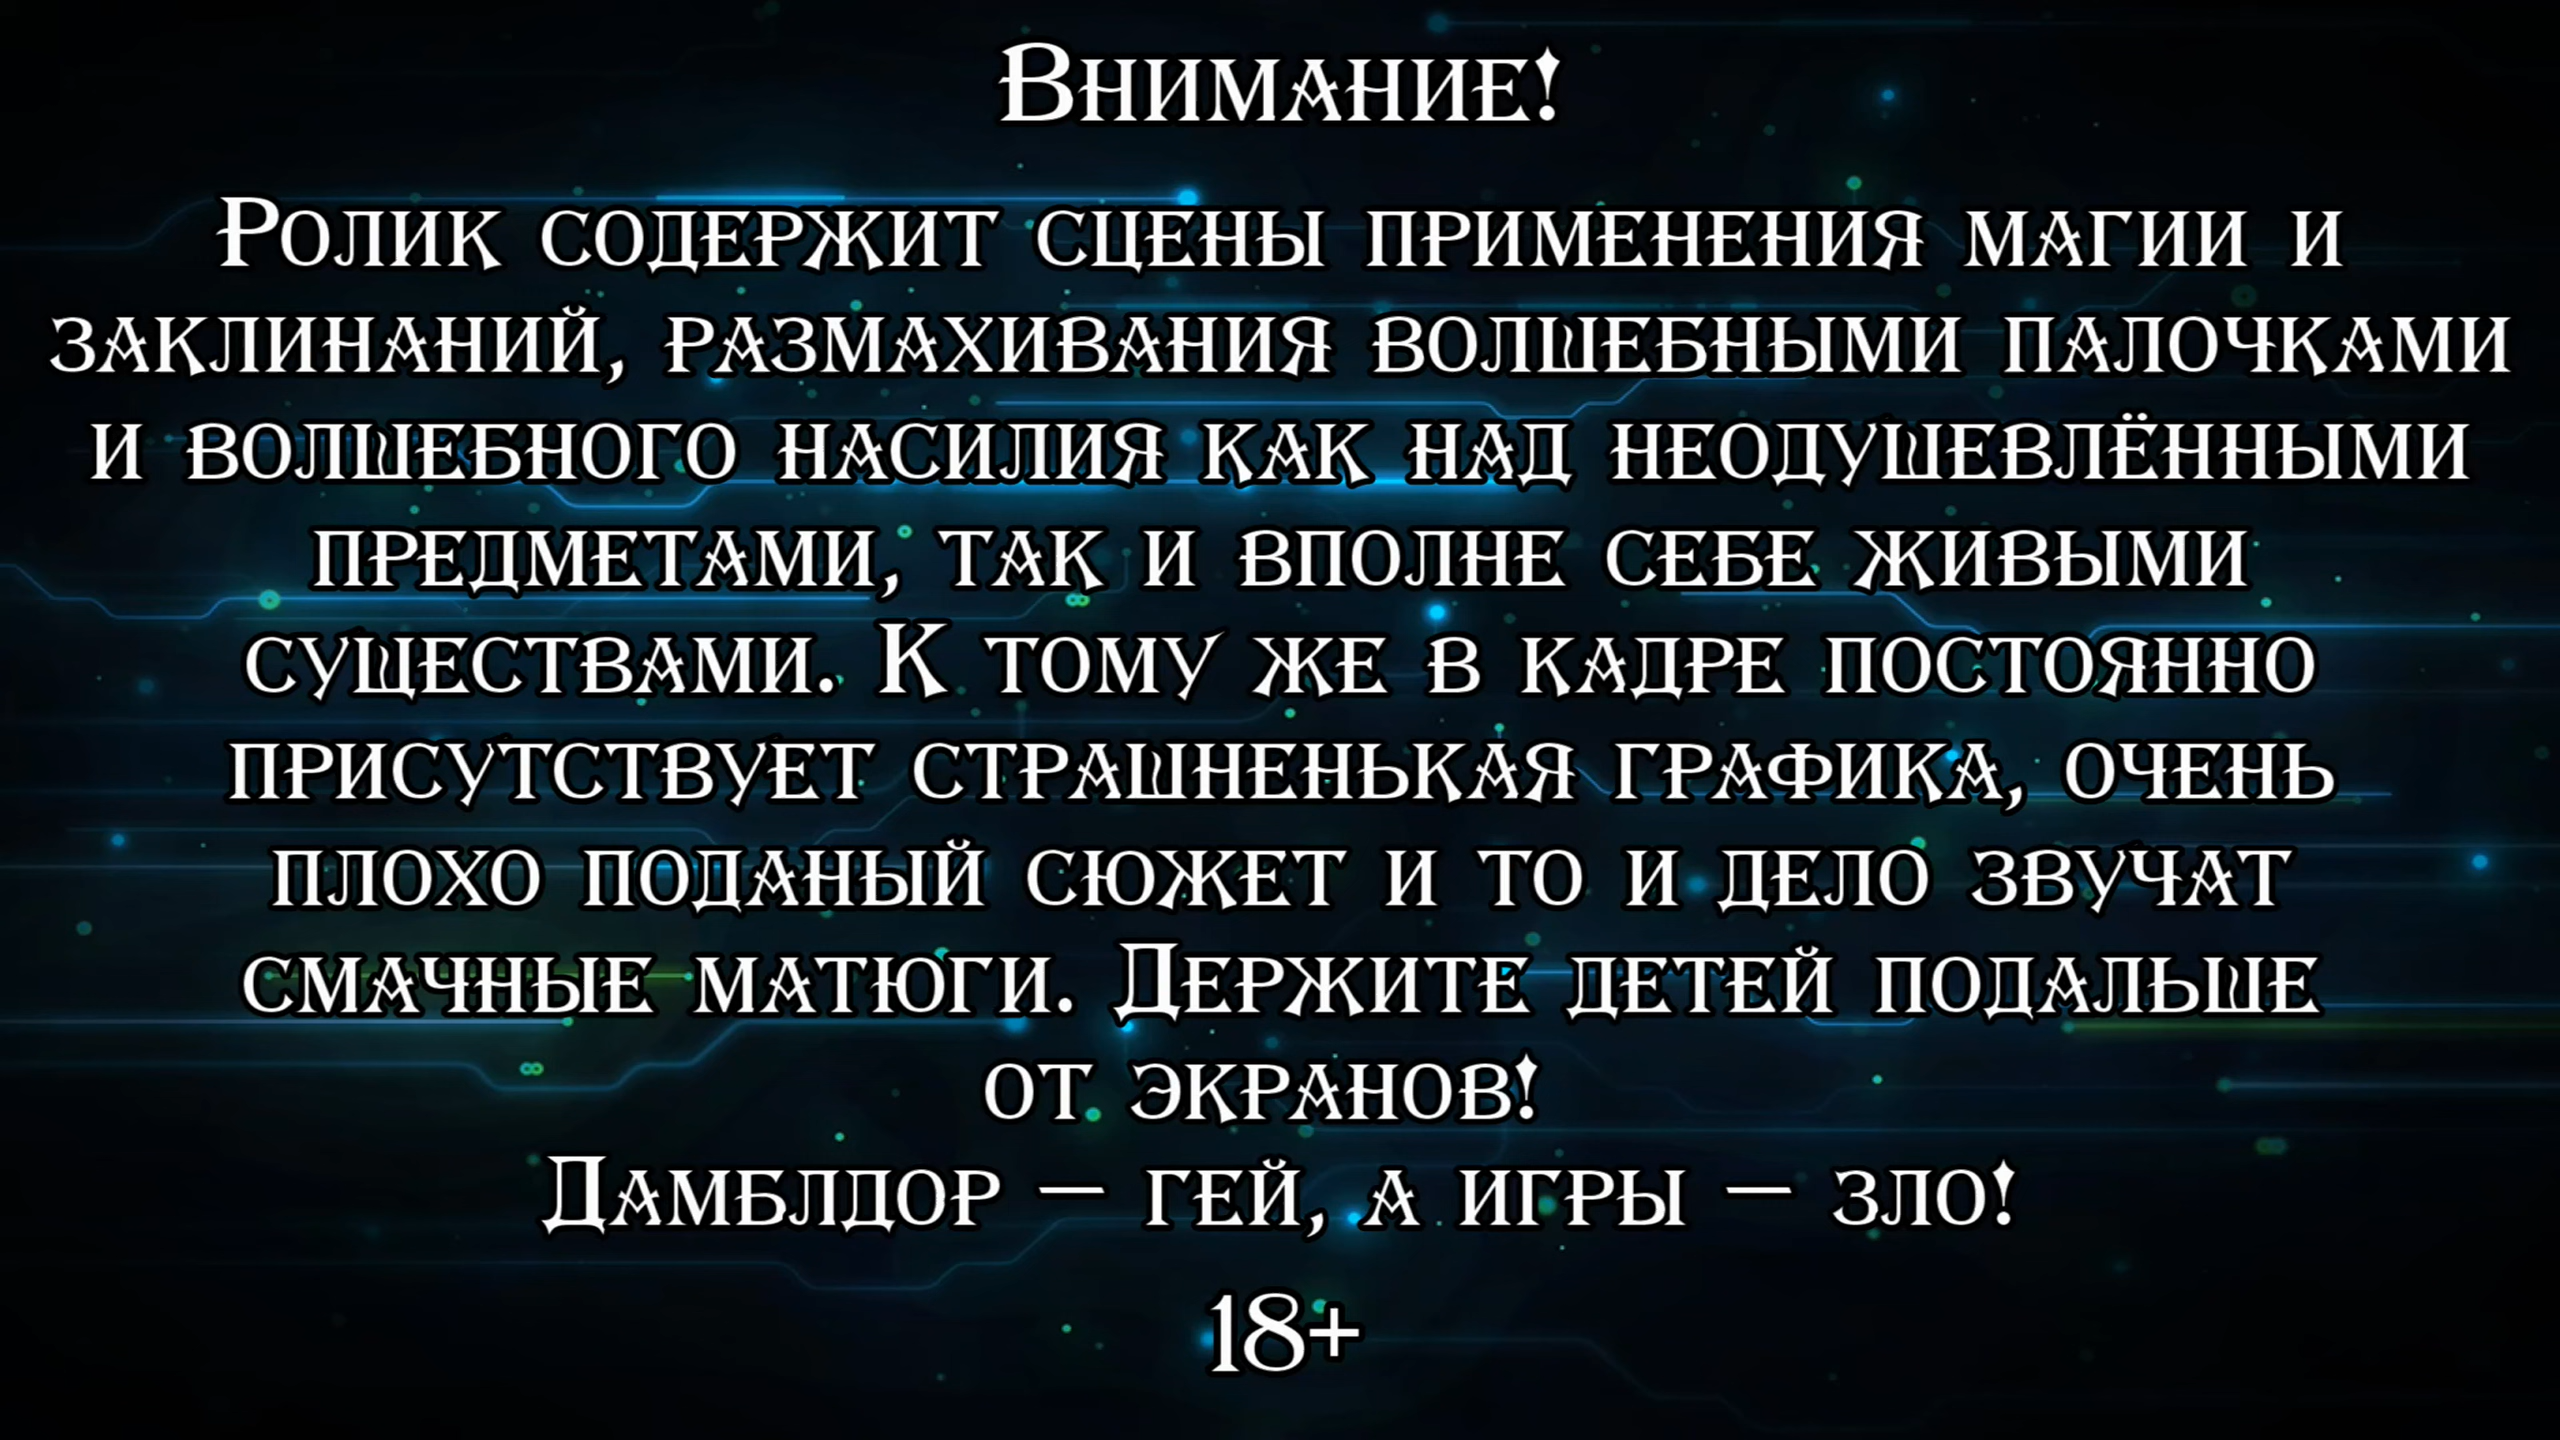 Внимание!
Ролик содержит сцены применения магии и
заклинаний, размахивания волшебными палочками
и волшебного насилия как над неодушевлёнными
предметами, так и вполне себе живыми
существами. К тому же в кадре постоянно
присутствует страшненькая графика, очень
плохо поданый сюжет и то и дело звучат
смачные матюги. Держите детей подальше
от экранов!
Дамблдор — гей, а игры — зло!
18+